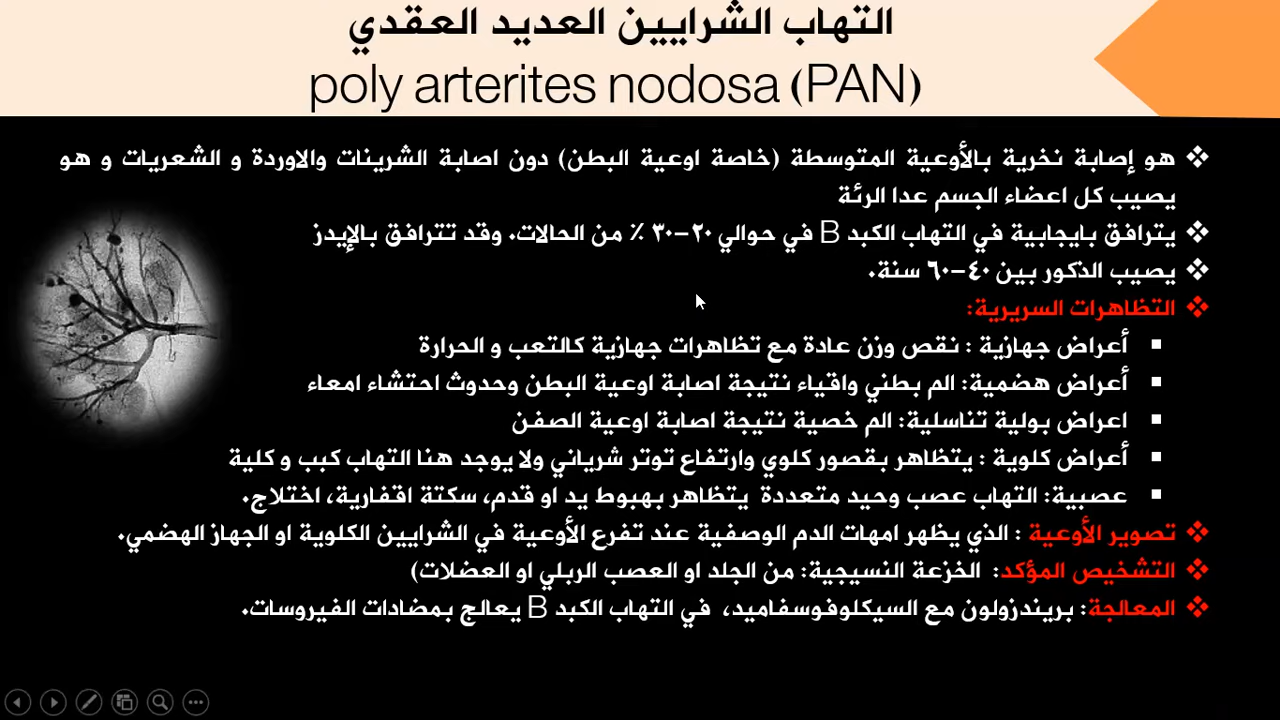 التهاب الشرايين العديد العقدي
poly arterites nodosa (PAN)
هو إصابة نخرية بالأوعية المتوسطة (خاصة اوعية البطن) دون اصابة الشرينات والاوردة و الشعريات و هو
يصيب كل اعضاء الجسم عدا الرئة
يترافق بايجابية في التهاب الكبد B في حوالي ٢٠-٣٠ ٪ من الحالات. وقد تترافق بالإيدز
يصيب الذكور بين ٤٠-٦٠ سنة.
التظاهرات السريرية:
أعراض جهازية : نقص وزن عادة مع تظاهرات جهازية كالتعب و الحرارة
أعراض هضمية: الم بطني واقياء نتيجة اصابة اوعية البطن وحدوث احتشاء امعاء
اعراض بولية تناسلية: الم خصية نتيجة اصابة اوعية الصفن
أعراض كلوية : يتظاهر بقصور كلوي وارتفاع توتر شرياني ولا يوجد هنا التهاب كبب و كلية
عصبية: التهاب عصب وحيد متعددة يتظاهر بهبوط يد او قدم، سكتة اقفارية، اختلاج.
تصوير الأوعية : الذي يظهر امهات الدم الوصفية عند تفرع الأوعية في الشرايين الكلوية او الجهاز الهضمي.
التشخيص المؤكد: الخزعة النسيجية: من الجلد او العصب الربلي او العضلات)
المعالجة: بريندزولون مع السيكلوفوسفاميد، في التهاب الكبد B يعالج بمضادات الفيروسات.